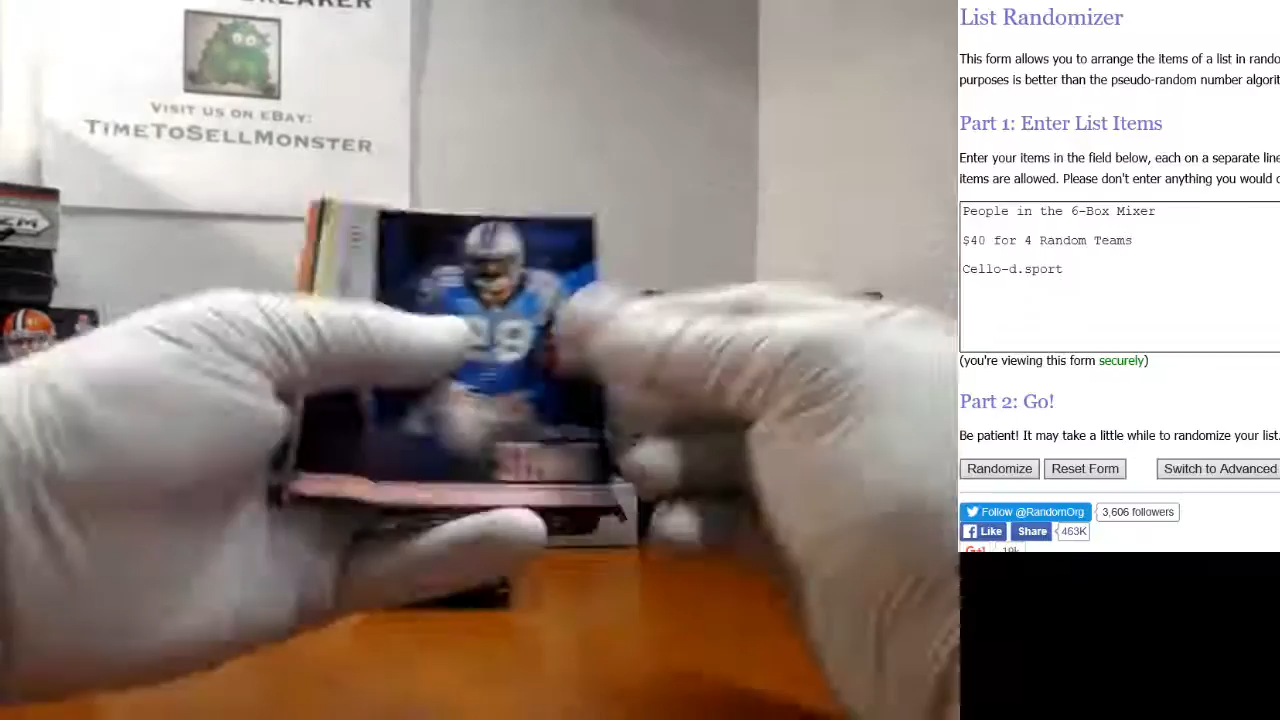 VISIT US ON EBAY:
TIMETOSELLMONSTER
29
List Randomizer
This form allows you to arrange the items of a list in rando
purposes is better than the pseudo-random number algorit
Part 1: Enter List Items
Enter your items in the field below, each on a separate line
items are allowed. Please don't enter anything you would
People in the 6-Box Mixer
$40 for 4 Random Teams
Cello-d.sport
(you're viewing this form securely)
Part 2: Go!
Be patient! It may take a little while to randomize your list.
Randomize
Reset Form
Switch to Advanced
Follow @RandomOrg
3,606 followers
Like
Share
463K